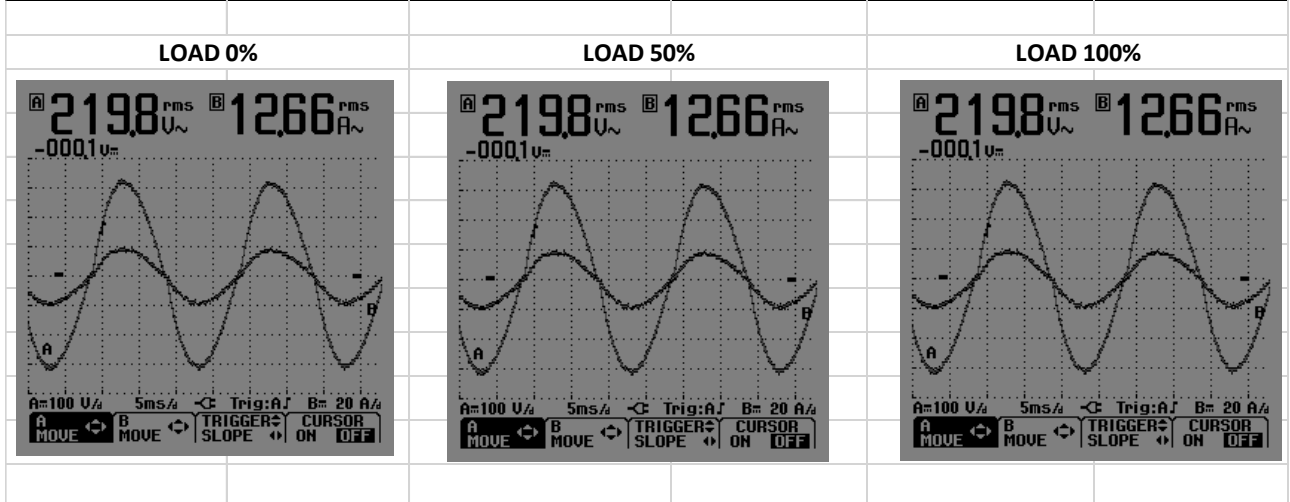 LOAD 0% LOAD 50% LOAD 100%
A 219.8 rms V~ B 12.66 rms A~
-000.1 V⎓
A
B
A⎓100 V/d 5ms/d Trig:A∫ B⎓ 20 A/d
A MOVE B MOVE TRIGGER SLOPE CURSOR ON OFF
A 219.8 rms V~ B 12.66 rms A~
-000.1 V⎓
A
B
A⎓100 V/d 5ms/d Trig:A∫ B⎓ 20 A/d
A MOVE B MOVE TRIGGER SLOPE CURSOR ON OFF
A 219.8 rms V~ B 12.66 rms A~
-000.1 V⎓
A
B
A⎓100 V/d 5ms/d Trig:A∫ B⎓ 20 A/d
A MOVE B MOVE TRIGGER SLOPE CURSOR ON OFF